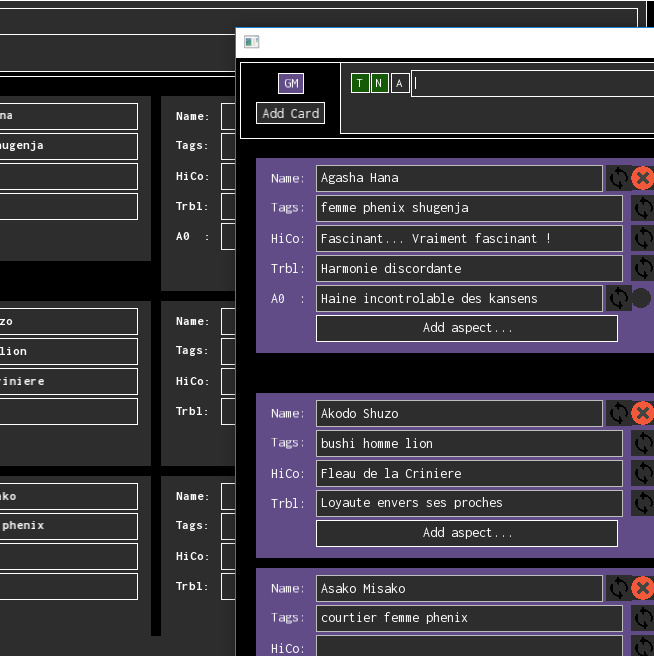 GM
T N A
Add Card
na
Name:
Name: Agasha Hana
Tags:
Tags: femme phenix shugenja
HiCo:
HiCo: Fascinant... Vraiment fascinant !
Trbl:
Trbl: Harmonie discordante
A0 :
A0 : Haine incontrolable des kansens
Add aspect...
zo
Name:
lion
Tags:
HiCo:
Trbl:
Name: Akodo Shuzo
Tags: bushi homme lion
HiCo: Fleau de la Criniere
Trbl: Loyaute envers ses proches
Add aspect...
ako
Name:
phenix
Tags:
HiCo:
Trbl:
Name: Asako Misako
Tags: courtier femme phenix
HiCo: